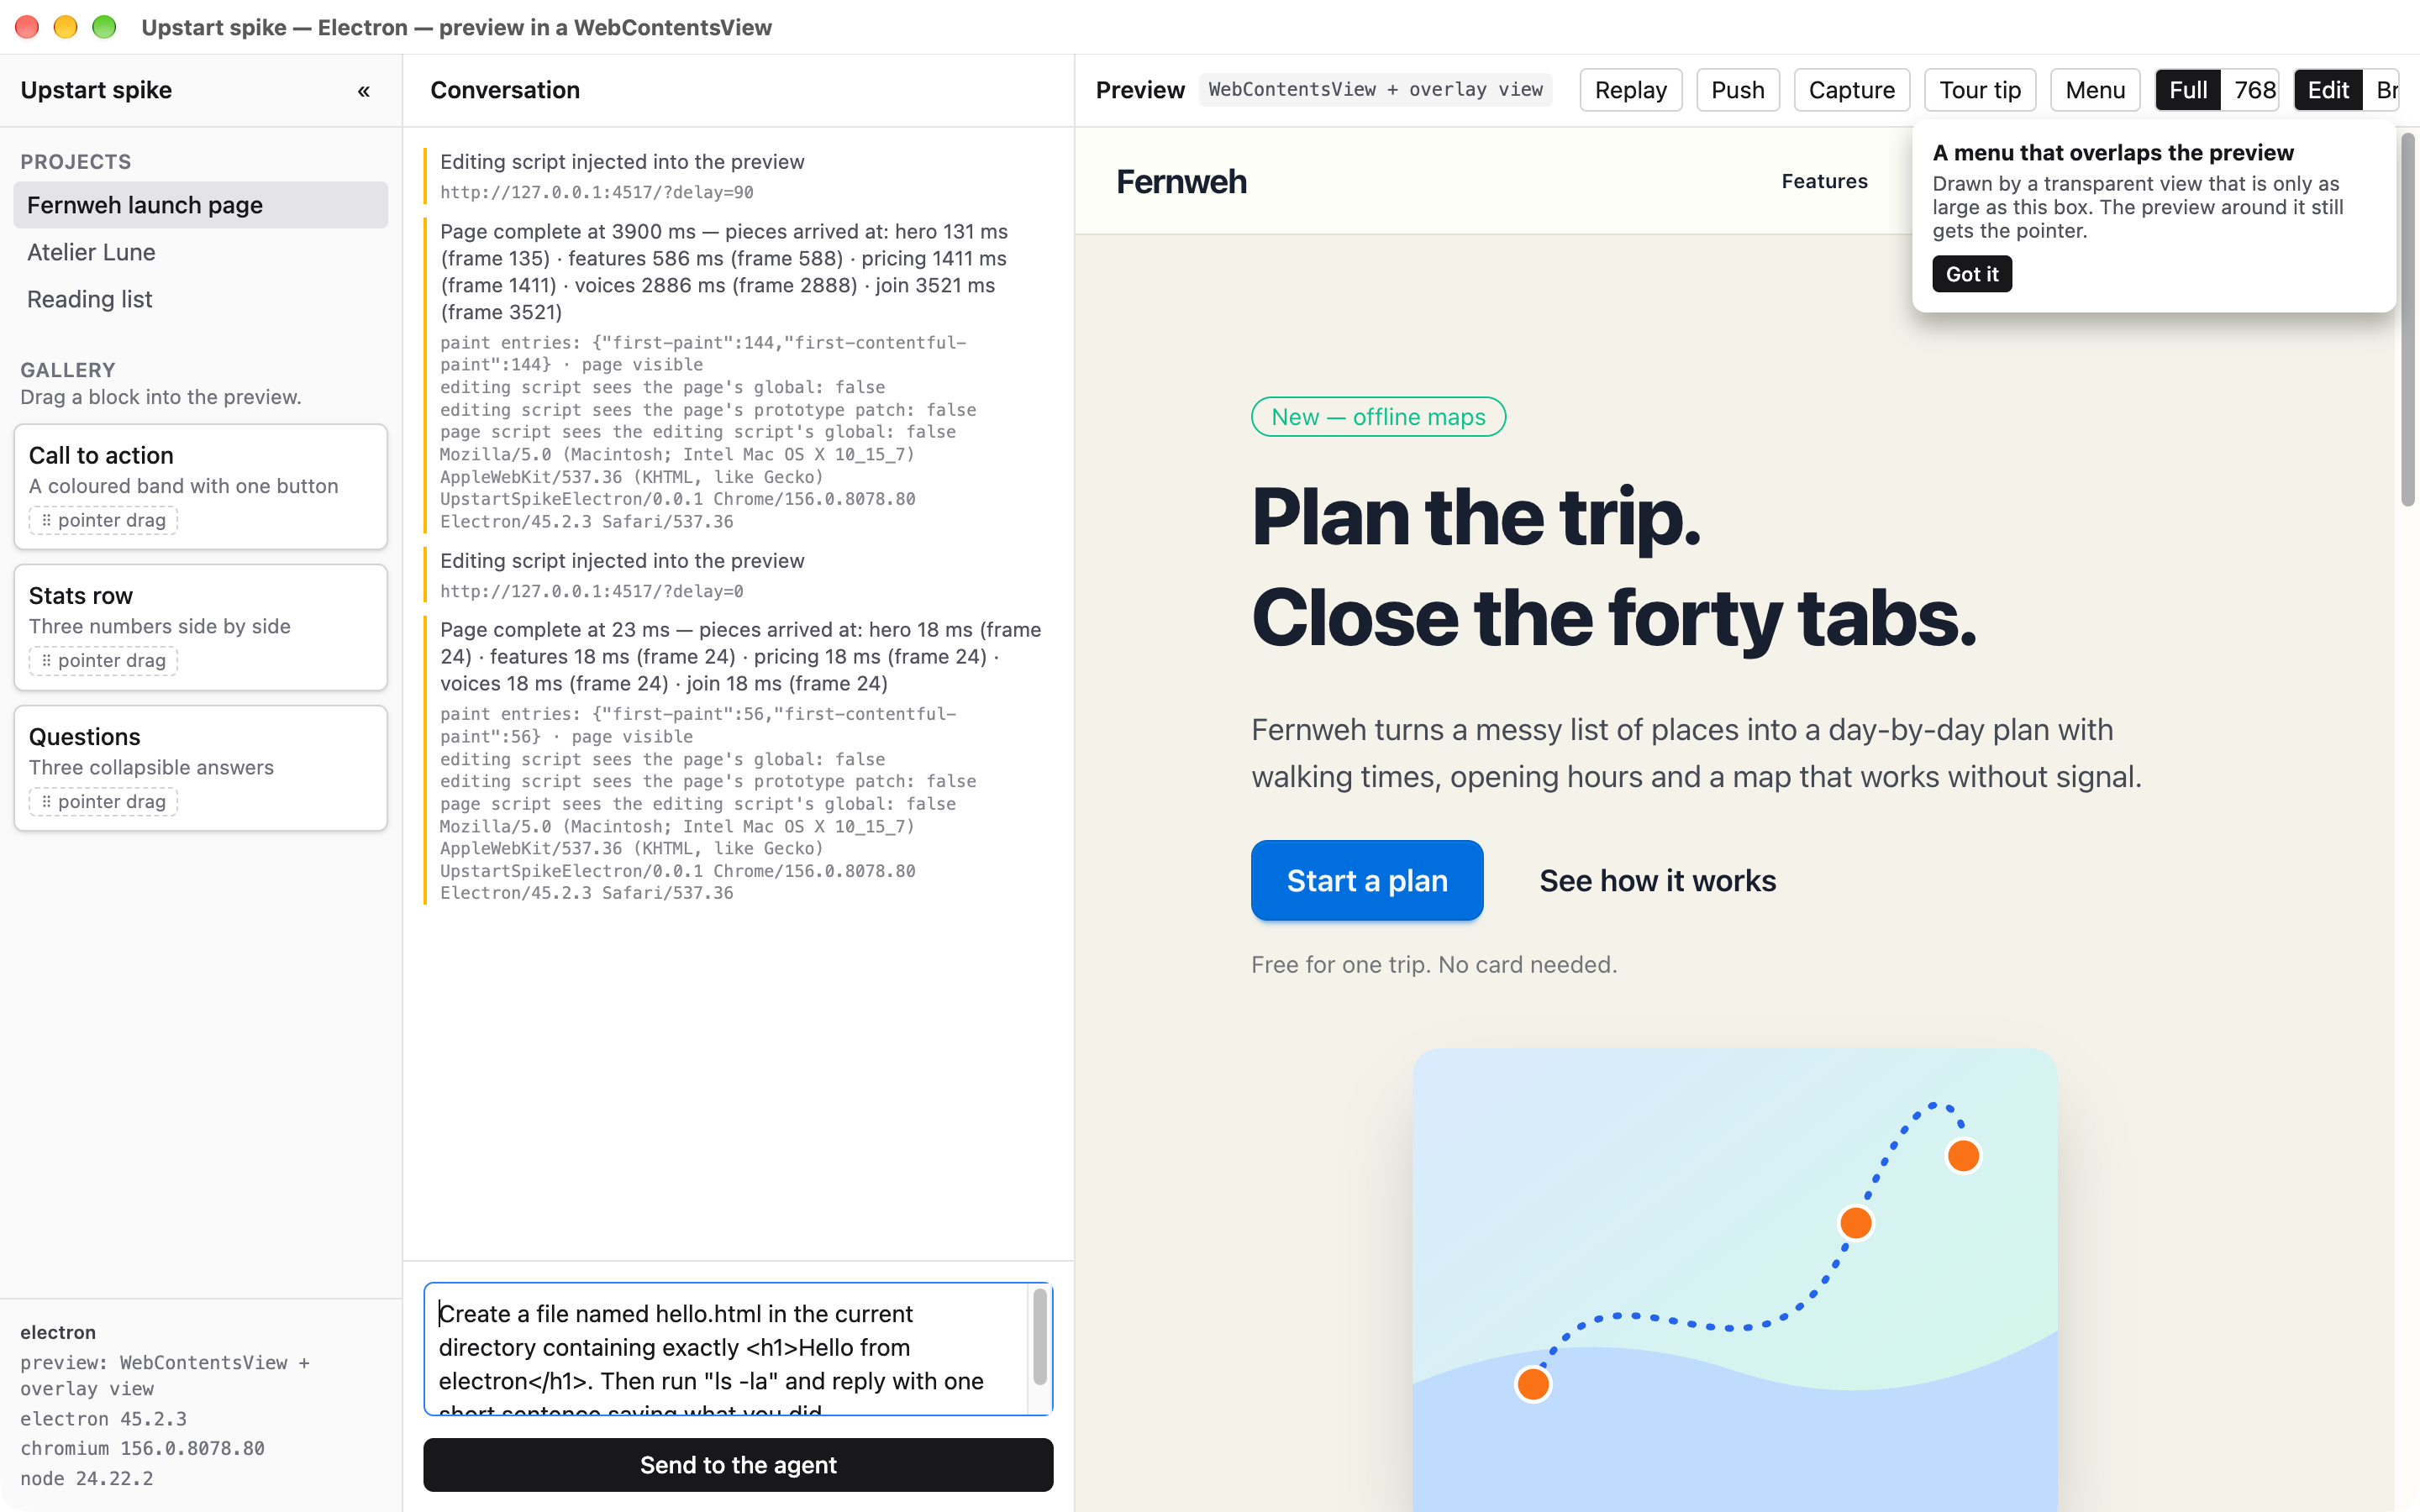 Upstart spike — Electron — preview in a WebContentsView
Upstart spike
«
PROJECTS
Fernweh launch page
Atelier Lune
Reading list
GALLERY
Drag a block into the preview.
Call to action
A coloured band with one button
⠿ pointer drag
Stats row
Three numbers side by side
⠿ pointer drag
Questions
Three collapsible answers
⠿ pointer drag
electron
preview: WebContentsView +
overlay view
electron 45.2.3
chromium 156.0.8078.80
node 24.22.2
Conversation
Editing script injected into the preview
http://127.0.0.1:4517/?delay=90
Page complete at 3900 ms — pieces arrived at: hero 131 ms
(frame 135) · features 586 ms (frame 588) · pricing 1411 ms
(frame 1411) · voices 2886 ms (frame 2888) · join 3521 ms
(frame 3521)
paint entries: {"first-paint":144,"first-contentful-
paint":144} · page visible
editing script sees the page's global: false
editing script sees the page's prototype patch: false
page script sees the editing script's global: false
Mozilla/5.0 (Macintosh; Intel Mac OS X 10_15_7)
AppleWebKit/537.36 (KHTML, like Gecko)
UpstartSpikeElectron/0.0.1 Chrome/156.0.8078.80
Electron/45.2.3 Safari/537.36
Editing script injected into the preview
http://127.0.0.1:4517/?delay=0
Page complete at 23 ms — pieces arrived at: hero 18 ms (frame
24) · features 18 ms (frame 24) · pricing 18 ms (frame 24) ·
voices 18 ms (frame 24) · join 18 ms (frame 24)
paint entries: {"first-paint":56,"first-contentful-
paint":56} · page visible
editing script sees the page's global: false
editing script sees the page's prototype patch: false
page script sees the editing script's global: false
Mozilla/5.0 (Macintosh; Intel Mac OS X 10_15_7)
AppleWebKit/537.36 (KHTML, like Gecko)
UpstartSpikeElectron/0.0.1 Chrome/156.0.8078.80
Electron/45.2.3 Safari/537.36
Create a file named hello.html in the current
directory containing exactly <h1>Hello from
electron</h1>. Then run "ls -la" and reply with one
short sentence saying what you did.
Send to the agent
Preview WebContentsView + overlay view Replay Push Capture Tour tip Menu Full 768 Edit Br
A menu that overlaps the preview
Drawn by a transparent view that is only as
large as this box. The preview around it still
gets the pointer.
Got it
Fernweh
Features
New — offline maps
Plan the trip.
Close the forty tabs.
Fernweh turns a messy list of places into a day-by-day plan with
walking times, opening hours and a map that works without signal.
Start a plan
See how it works
Free for one trip. No card needed.